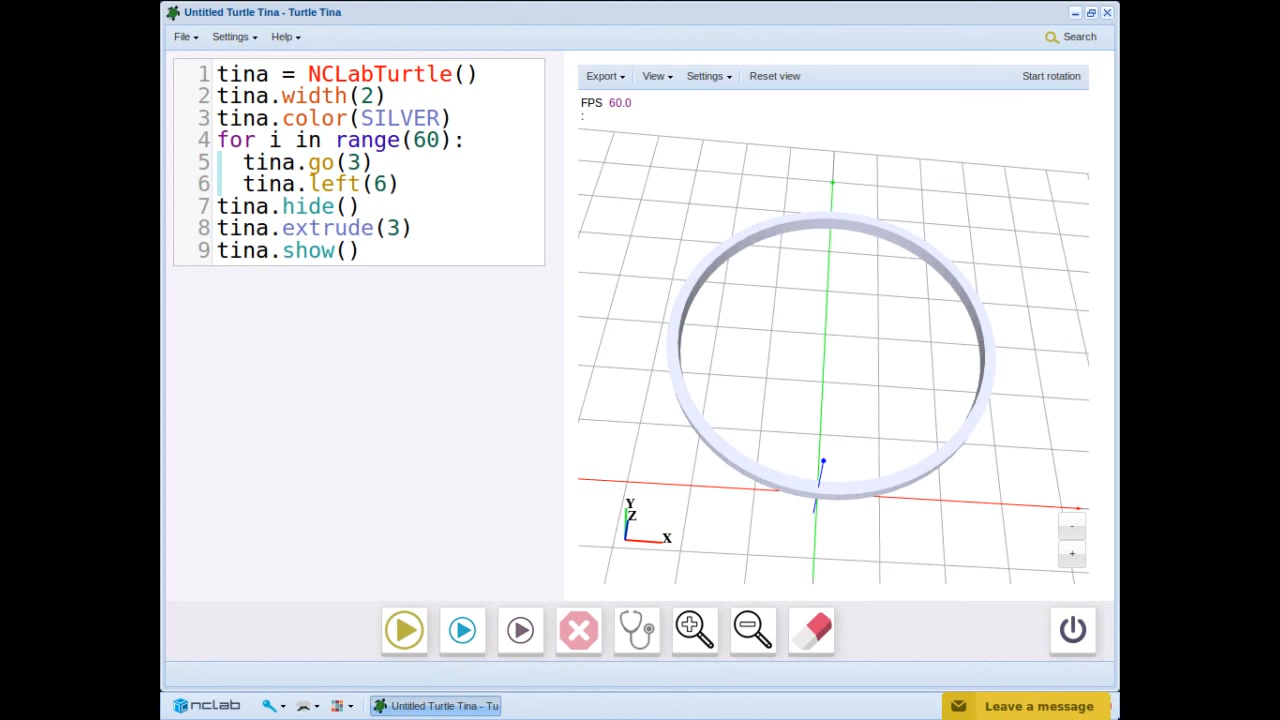 Untitled Turtle Tina - Turtle Tina
File Settings Help Search
1 tina = NCLabTurtle()
2 tina.width(2)
3 tina.color(SILVER)
4 for i in range(60):
5   tina.go(3)
6   tina.left(6)
7 tina.hide()
8 tina.extrude(3)
9 tina.show()
Export View Settings Reset view Start rotation
FPS 60.0
:
Y
Z
X
-
+
nclab Untitled Turtle Tina - Tu Leave a message